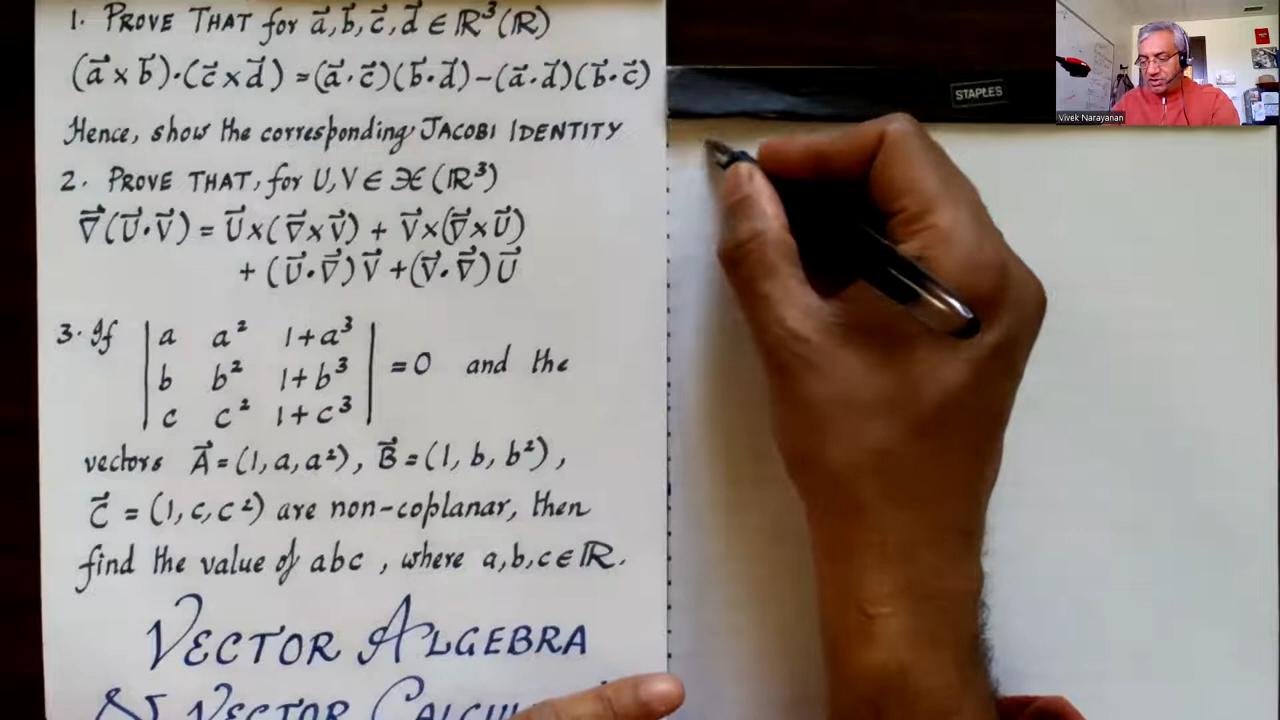 1. PROVE THAT for a⃗, b⃗, c⃗, d⃗ ∈ ℝ³(ℝ)
(a⃗ × b⃗)·(c⃗ × d⃗) = (a⃗·c⃗)(b⃗·d⃗) − (a⃗·d⃗)(b⃗·c⃗)
Hence, show the corresponding JACOBI IDENTITY
2. PROVE THAT, for U, V ∈ 𝔛(ℝ³)
∇⃗(U⃗·V⃗) = U⃗×(∇⃗×V⃗) + V⃗×(∇⃗×U⃗)
+ (U⃗·∇⃗)V⃗ + (V⃗·∇⃗)U⃗
3. If | a a² 1+a³ |
| b b² 1+b³ | = 0 and the
| c c² 1+c³ |
vectors A⃗ = (1, a, a²), B⃗ = (1, b, b²),
C⃗ = (1, c, c²) are non-coplanar, then
find the value of abc, where a, b, c ∈ ℝ.
VECTOR ALGEBRA
& VECTOR
STAPLES
Vivek Narayanan